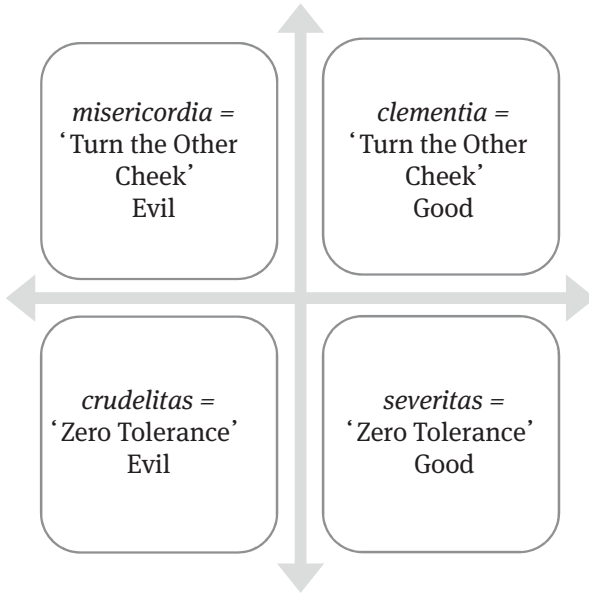 misericordia =
‘Turn the Other
Cheek’
Evil
clementia =
‘Turn the Other
Cheek’
Good
crudelitas =
‘Zero Tolerance’
Evil
severitas =
‘Zero Tolerance’
Good